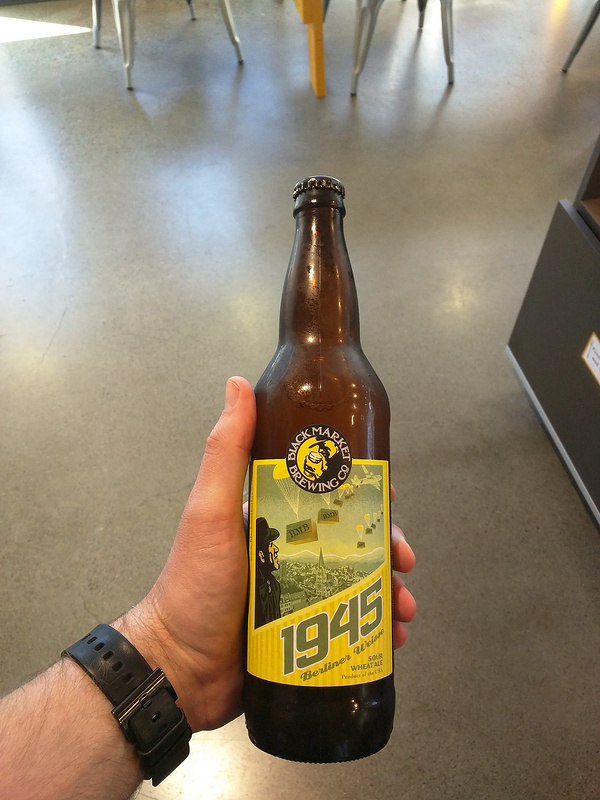 BLACK MARKET
BREWING CO
BMB
BMB
1945
Berliner Weisse
SOUR
WHEAT ALE
Product of the USA